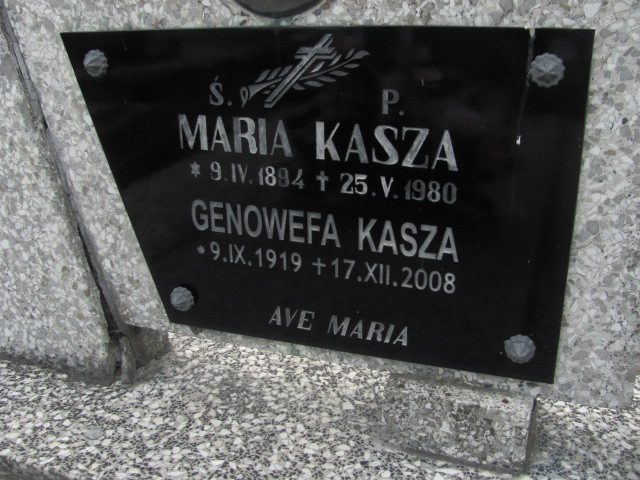 Ś. P.
MARIA KASZA
* 9.IV.1894 + 25.V.1980
GENOWEFA KASZA
* 9.IX.1919 + 17.XII.2008
AVE MARIA